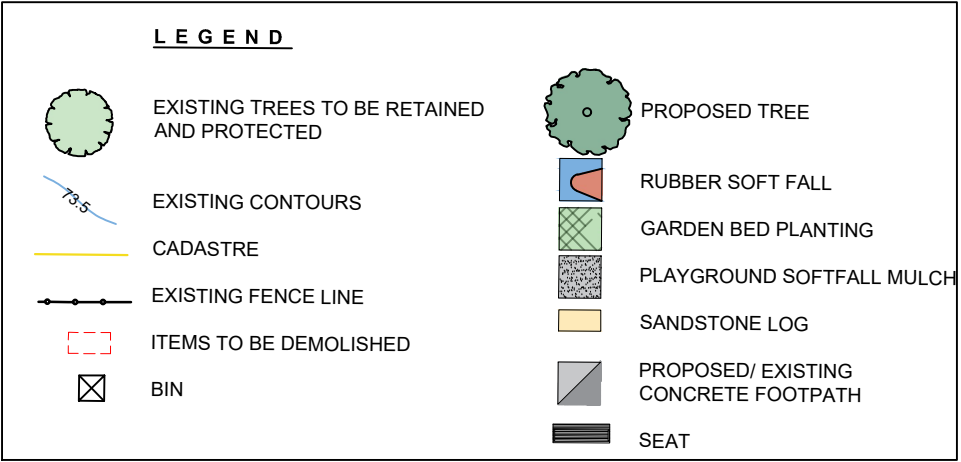 LEGEND
EXISTING TREES TO BE RETAINED
AND PROTECTED
73.5
EXISTING CONTOURS
CADASTRE
EXISTING FENCE LINE
ITEMS TO BE DEMOLISHED
BIN
PROPOSED TREE
RUBBER SOFT FALL
GARDEN BED PLANTING
PLAYGROUND SOFTFALL MULCH
SANDSTONE LOG
PROPOSED/ EXISTING
CONCRETE FOOTPATH
SEAT